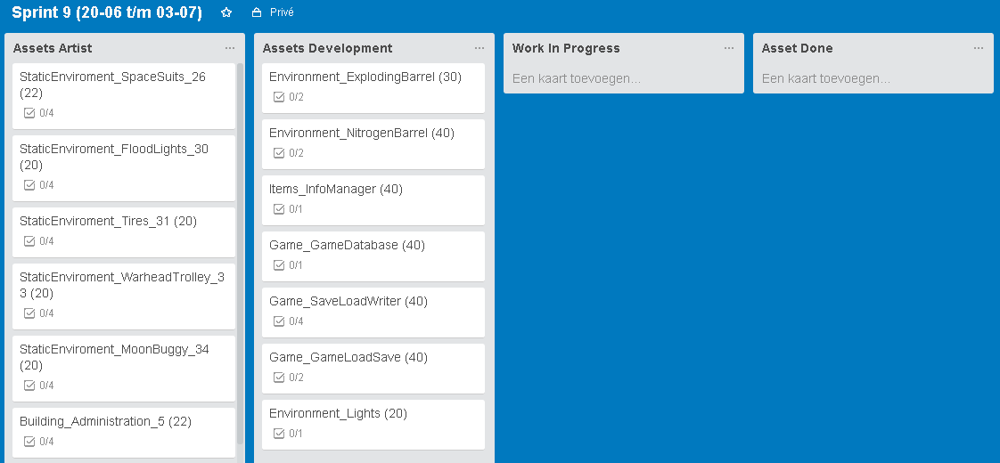 Sprint 9 (20-06 t/m 03-07)
Privé
Assets Artist
StaticEnviroment_SpaceSuits_26
(22)
0/4
StaticEnviroment_FloodLights_30
(20)
0/4
StaticEnviroment_Tires_31 (20)
0/4
StaticEnviroment_WarheadTrolley_3
3 (20)
0/4
StaticEnviroment_MoonBuggy_34
(20)
0/4
Building_Administration_5 (22)
0/4
Assets Development
Environment_ExplodingBarrel (30)
0/2
Environment_NitrogenBarrel (40)
0/2
Items_InfoManager (40)
0/1
Game_GameDatabase (40)
0/1
Game_SaveLoadWriter (40)
0/4
Game_GameLoadSave (40)
0/2
Environment_Lights (20)
0/1
Work In Progress
Een kaart toevoegen...
Asset Done
Een kaart toevoegen...